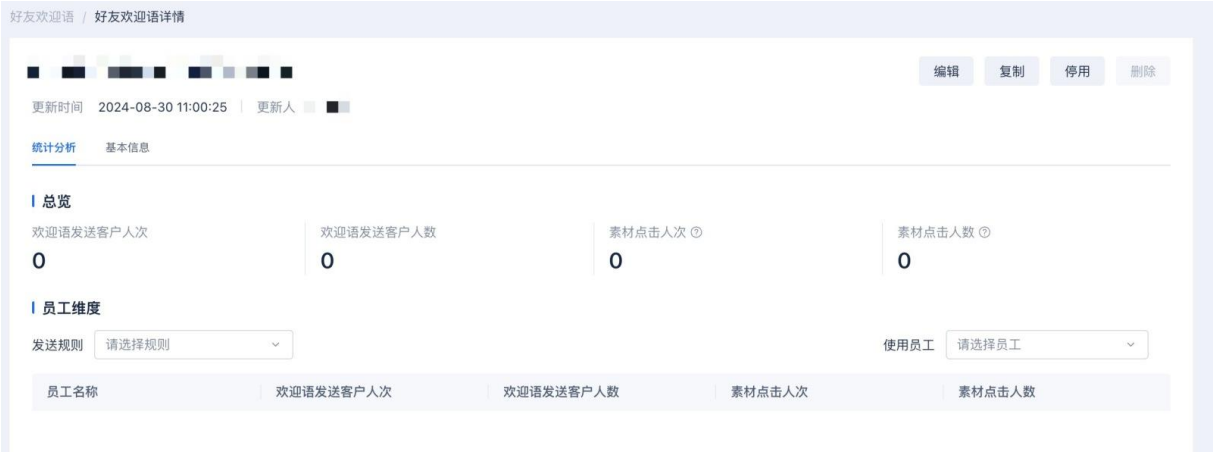 好友欢迎语 / 好友欢迎语详情
编辑 复制 停用 删除
更新时间 2024-08-30 11:00:25 更新人
统计分析 基本信息
总览
欢迎语发送客户人次 欢迎语发送客户人数 素材点击人次 素材点击人数
0 0 0 0
员工维度
发送规则 请选择规则 使用员工 请选择员工
员工名称 欢迎语发送客户人次 欢迎语发送客户人数 素材点击人次 素材点击人数